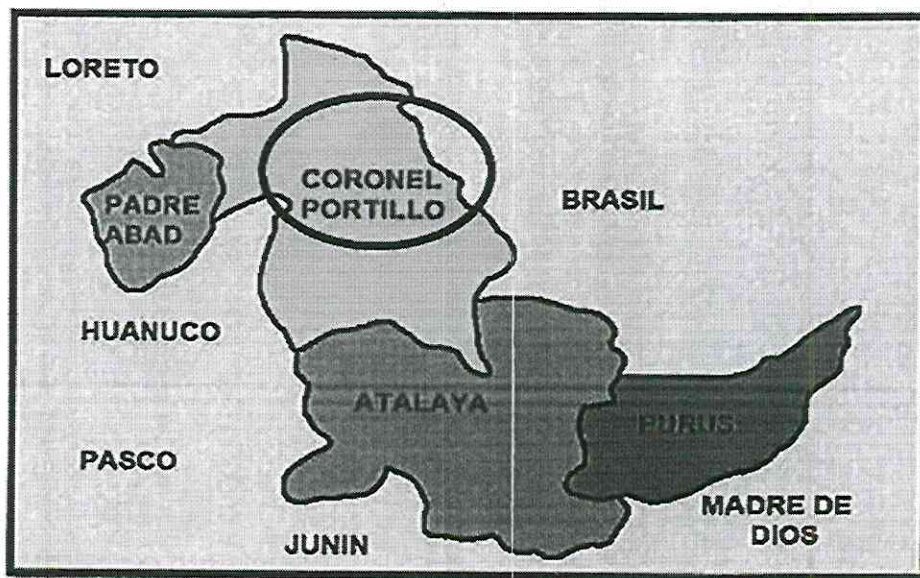 LORETO
CORONEL
PORTILLO
PADRE
ABAD
BRASIL
HUANUCO
ATALAYA
PURUS
PASCO
MADRE DE
DIOS
JUNIN